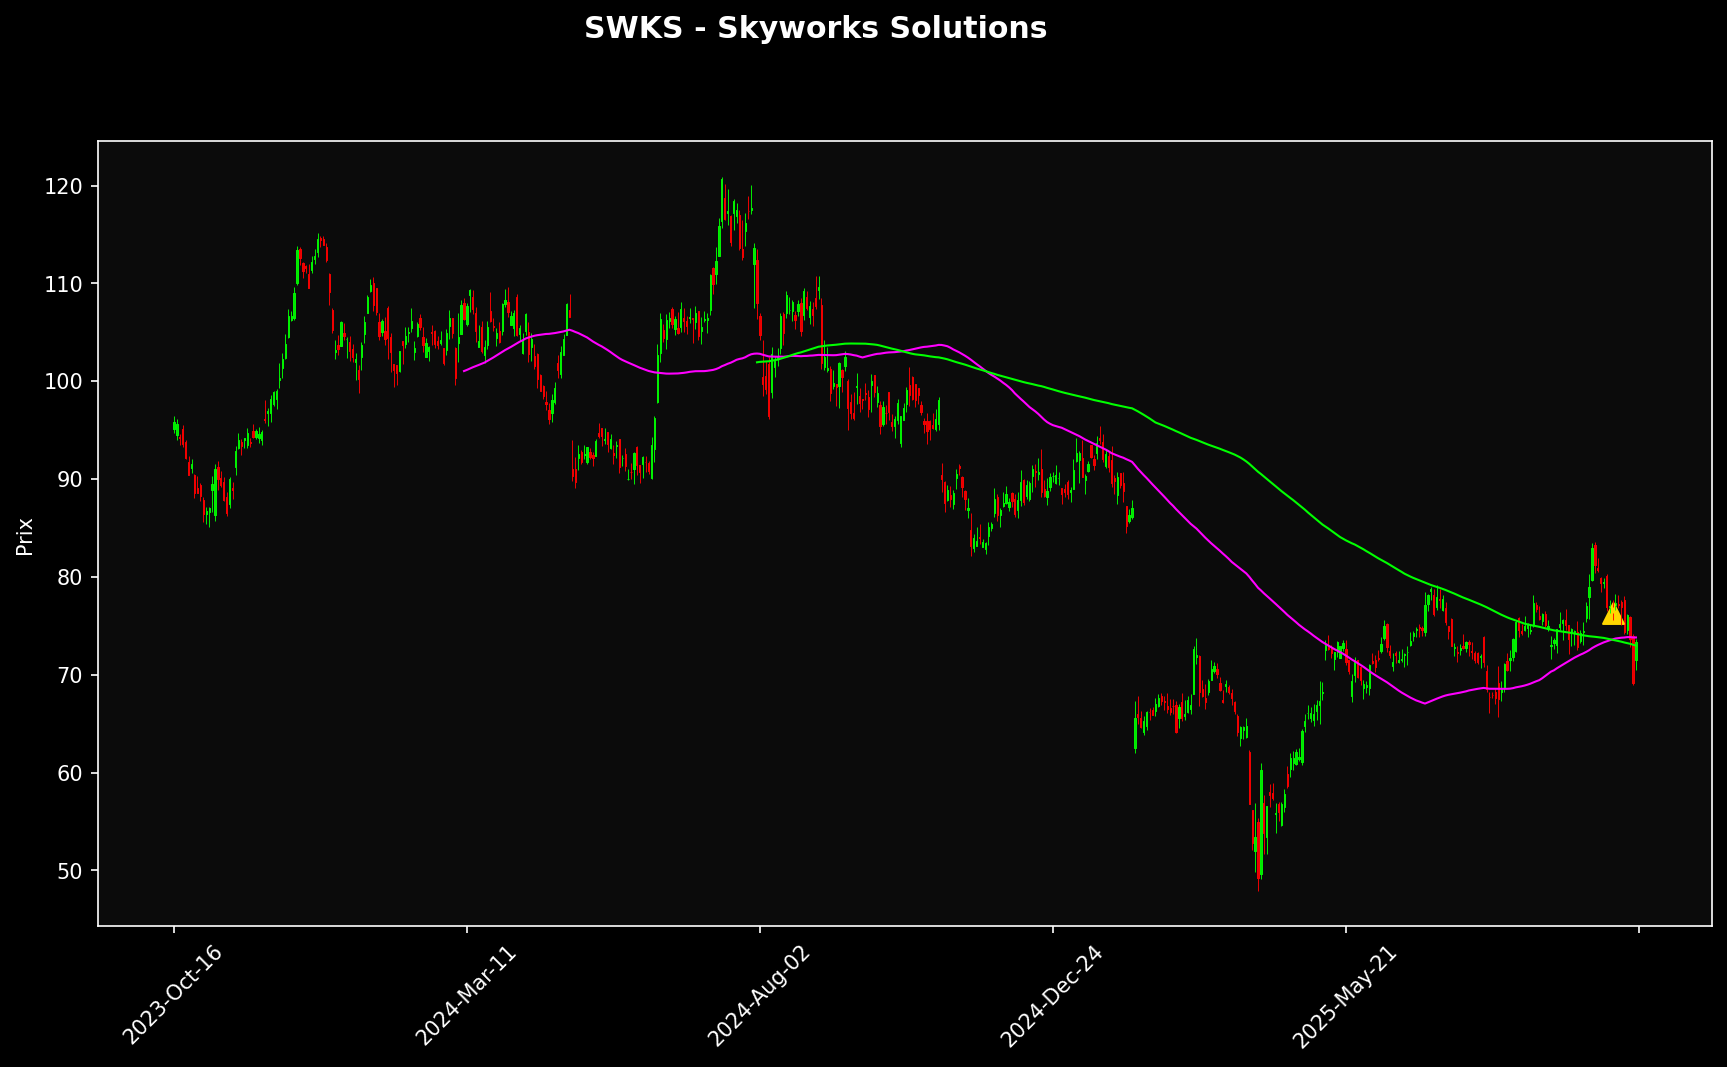 SWKS - Skyworks Solutions
Prix
120
110
100
90
80
70
60
50
2023-Oct-16
2024-Mar-11
2024-Aug-02
2024-Dec-24
2025-May-21